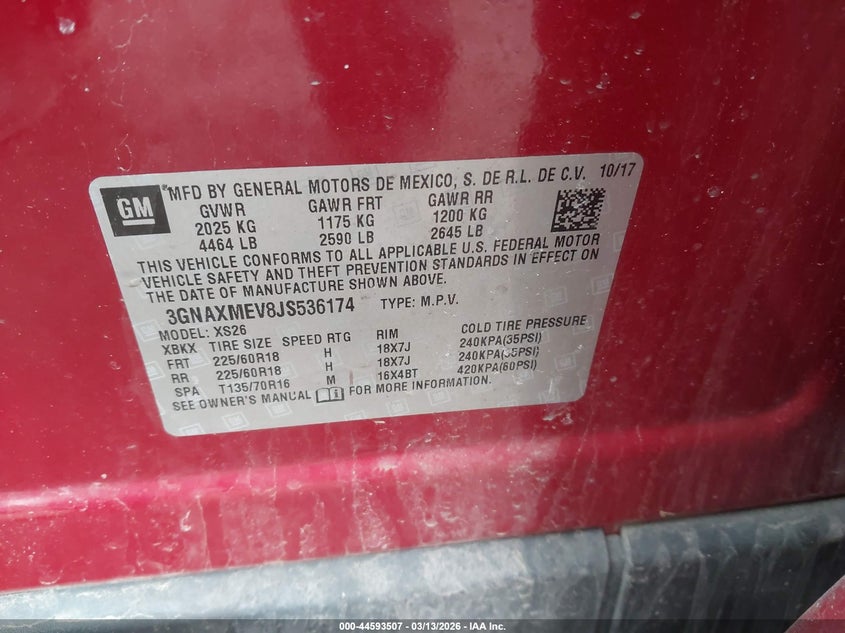 GM
MFD BY GENERAL MOTORS DE MEXICO, S. DE R.L. DE C.V. 10/17
GVWR GAWR FRT GAWR RR
2025 KG 1175 KG 1200 KG
4464 LB 2590 LB 2645 LB
THIS VEHICLE CONFORMS TO ALL APPLICABLE U.S. FEDERAL MOTOR
VEHICLE SAFETY AND THEFT PREVENTION STANDARDS IN EFFECT ON
THE DATE OF MANUFACTURE SHOWN ABOVE.
3GNAXMEV8JS536174 TYPE: M.P.V.
MODEL: XS26
XBKX TIRE SIZE SPEED RTG RIM COLD TIRE PRESSURE
FRT 225/60R18 H 18X7J 240KPA(35PSI)
RR 225/60R18 H 18X7J 240KPA(35PSI)
SPA T135/70R16 M 16X4BT 420KPA(60PSI)
SEE OWNER'S MANUAL FOR MORE INFORMATION.
000-44593507 - 03/13/2026 - IAA Inc.